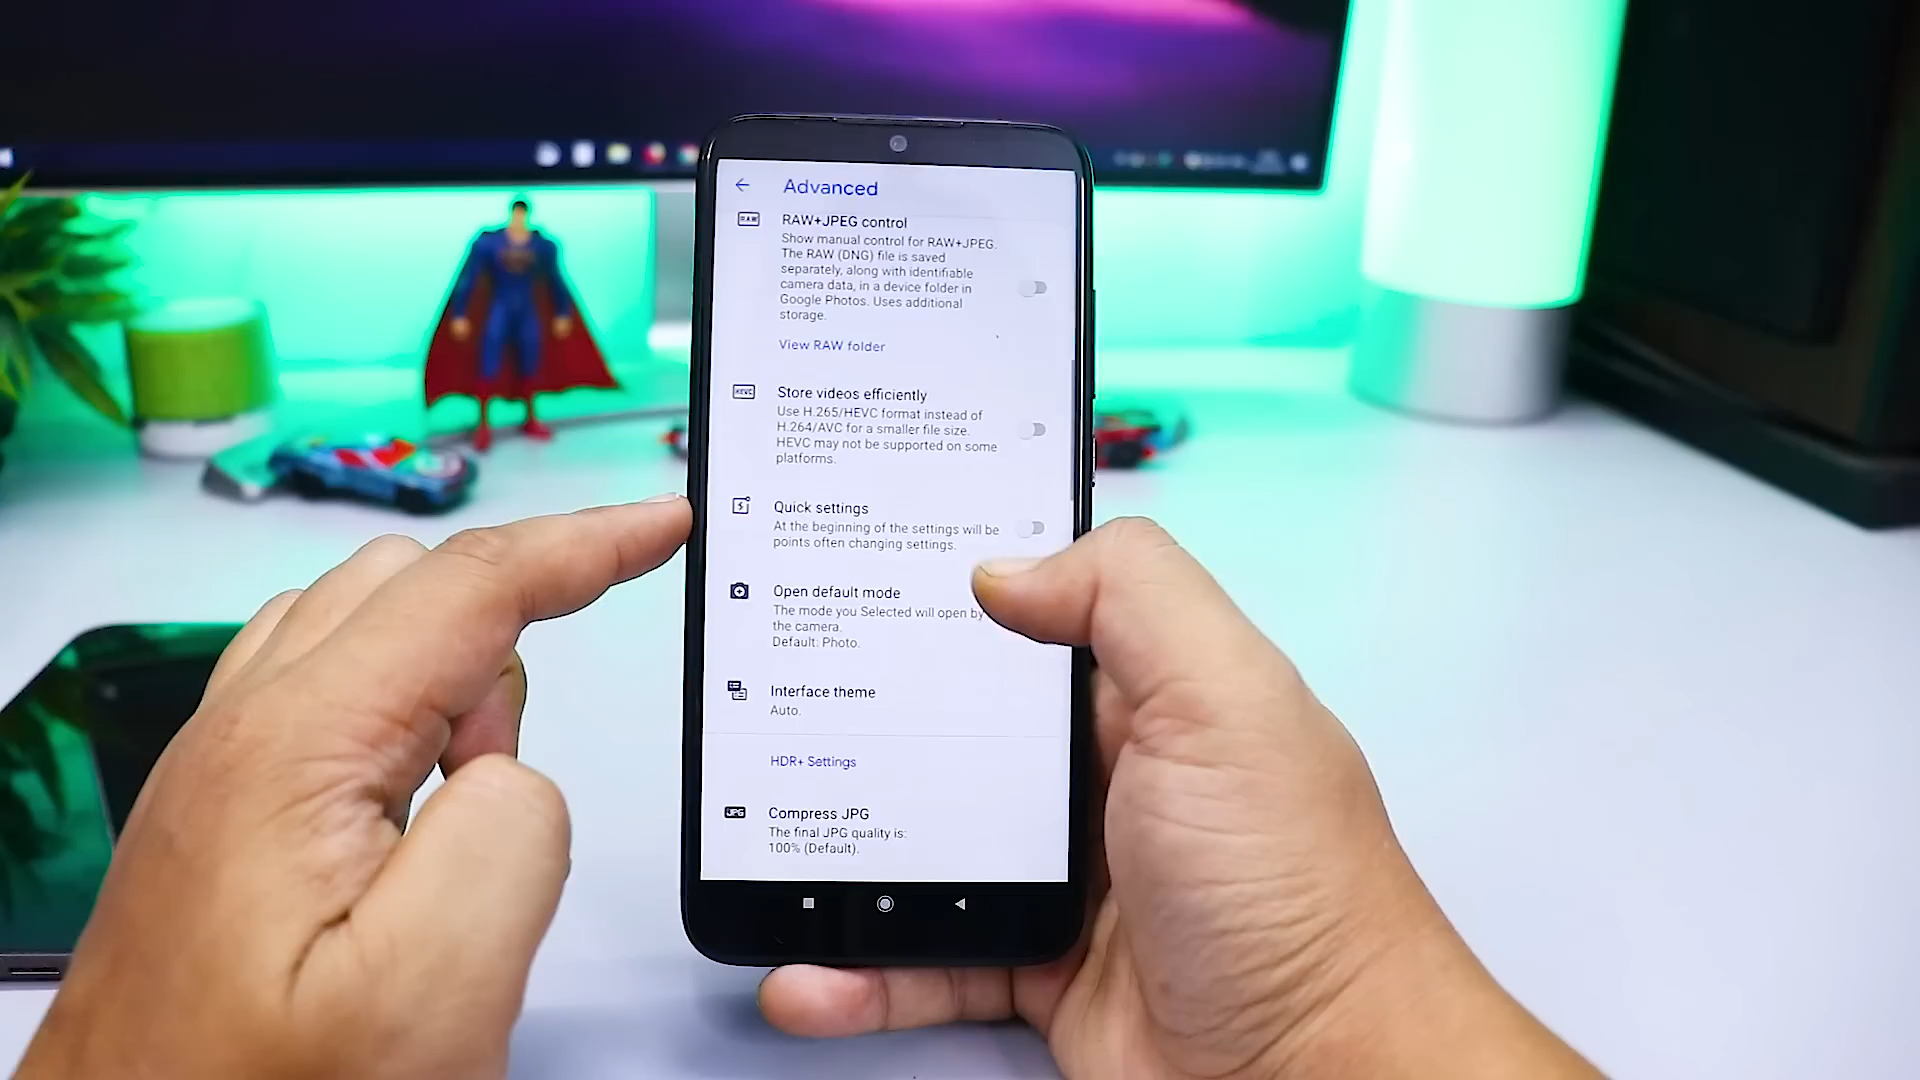 Advanced
RAW
RAW+JPEG control
Show manual control for RAW+JPEG.
The RAW (DNG) file is saved
separately, along with identifiable
camera data, in a device folder in
Google Photos. Uses additional
storage.
View RAW folder
HEVC
Store videos efficiently
Use H.265/HEVC format instead of
H.264/AVC for a smaller file size.
HEVC may not be supported on some
platforms.
Quick settings
At the beginning of the settings will be
points often changing settings.
Open default mode
The mode you Selected will open by
the camera.
Default: Photo.
Interface theme
Auto.
HDR+ Settings
JPG
Compress JPG
The final JPG quality is:
100% (Default).